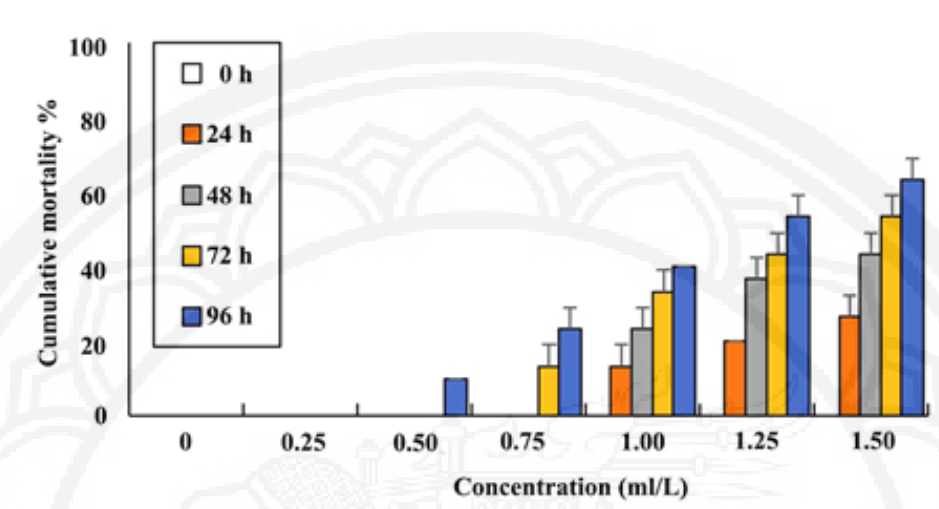 100
80
60
40
20
0
Cumulative mortality %
0 h
24 h
48 h
72 h
96 h
0 0.25 0.50 0.75 1.00 1.25 1.50
Concentration (ml/L)